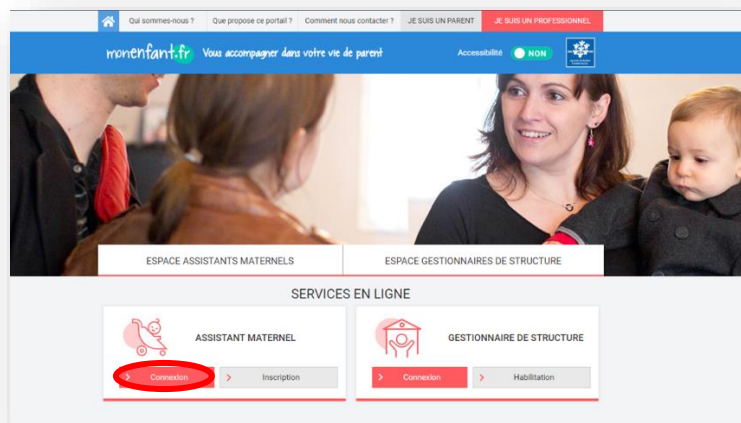 Qui sommes-nous ? Que propose ce portail ? Comment nous contacter ? JE SUIS UN PARENT JE SUIS UN PROFESSIONNEL
monenfant.fr Vous accompagner dans votre vie de parent Accessibilité NON
ESPACE ASSISTANTS MATERNELS ESPACE GESTIONNAIRES DE STRUCTURE
SERVICES EN LIGNE
ASSISTANT MATERNEL GESTIONNAIRE DE STRUCTURE
Connexion Inscription Connexion Habilitation